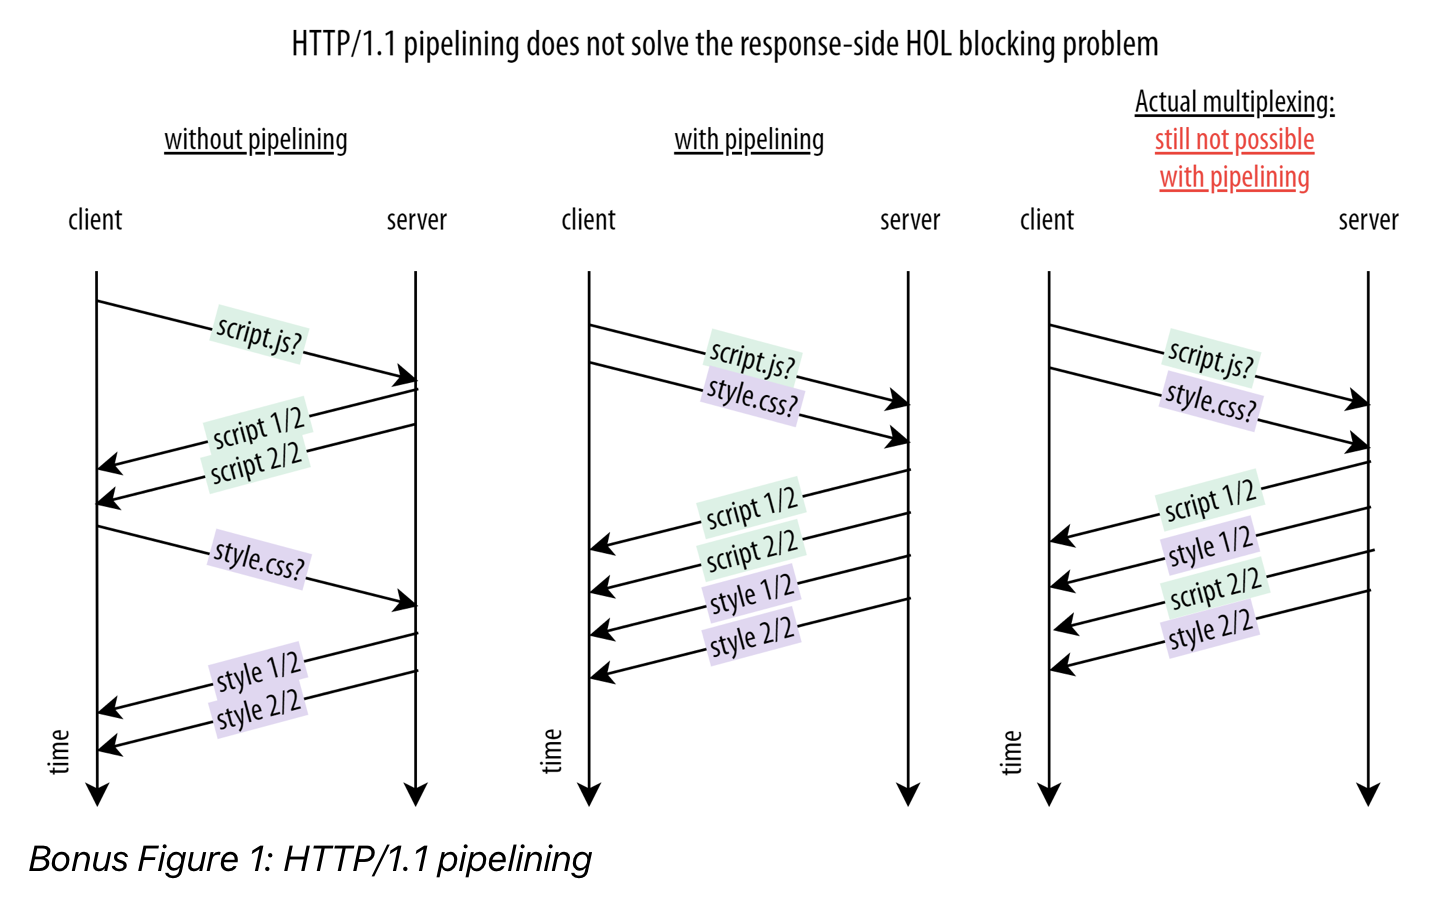 HTTP/1.1 pipelining does not solve the response-side HOL blocking problem
without pipelining
client
server
script.js?
script 1/2
script 2/2
style.css?
style 1/2
style 2/2
time
with pipelining
client
server
script.js?
style.css?
script 1/2
script 2/2
style 1/2
style 2/2
time
Actual multiplexing:
still not possible
with pipelining
client
server
script.js?
style.css?
script 1/2
style 1/2
script 2/2
style 2/2
time
Bonus Figure 1: HTTP/1.1 pipelining